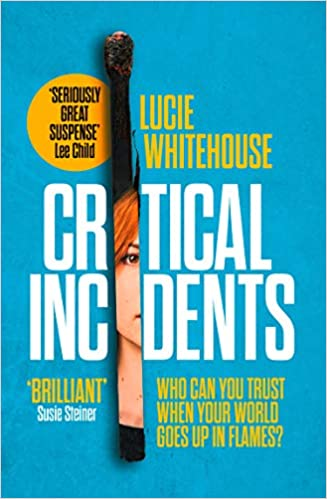 'SERIOUSLY
GREAT
SUSPENSE'
Lee Child
LUCIE
WHITEHOUSE
CRITICAL
INCIDENTS
'BRILLIANT'
Susie Steiner
WHO CAN YOU TRUST
WHEN YOUR WORLD
GOES UP IN FLAMES?